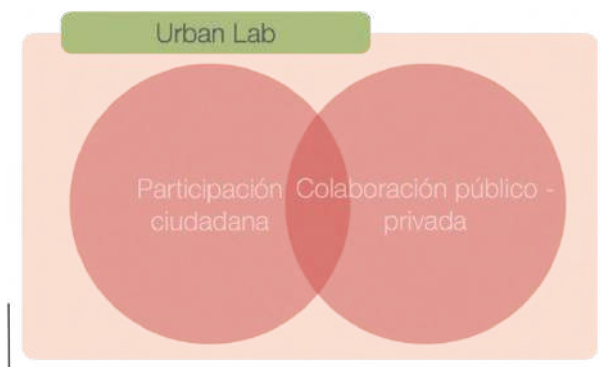 Urban Lab
Participación
ciudadana
Colaboración público -
privada